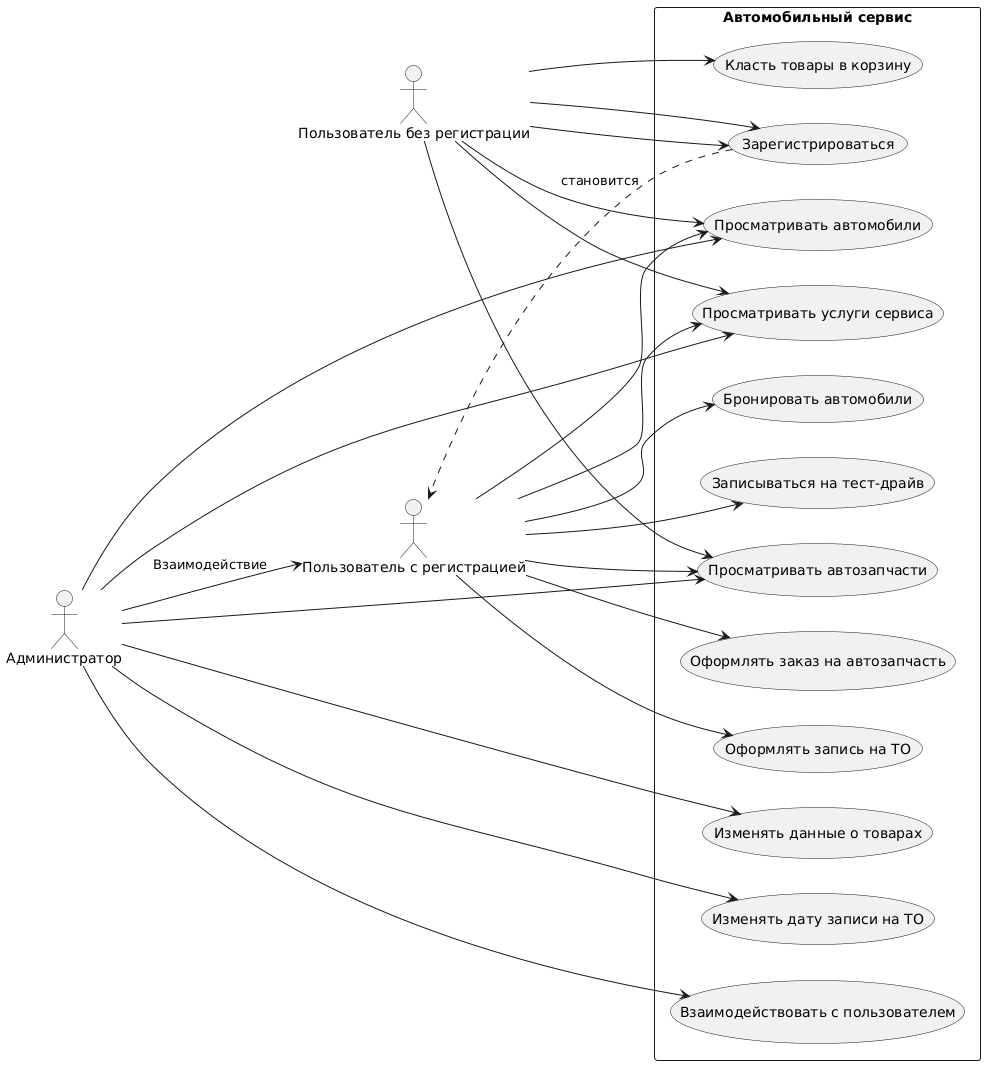 Автомобильный сервис
Класть товары в корзину
Пользователь без регистрации
Зарегистрироваться
становится
Просматривать автомобили
Просматривать услуги сервиса
Бронировать автомобили
Записываться на тест-драйв
Взаимодействие
Пользователь с регистрацией
Просматривать автозапчасти
Администратор
Оформлять заказ на автозапчасть
Оформлять запись на ТО
Изменять данные о товарах
Изменять дату записи на ТО
Взаимодействовать с пользователем